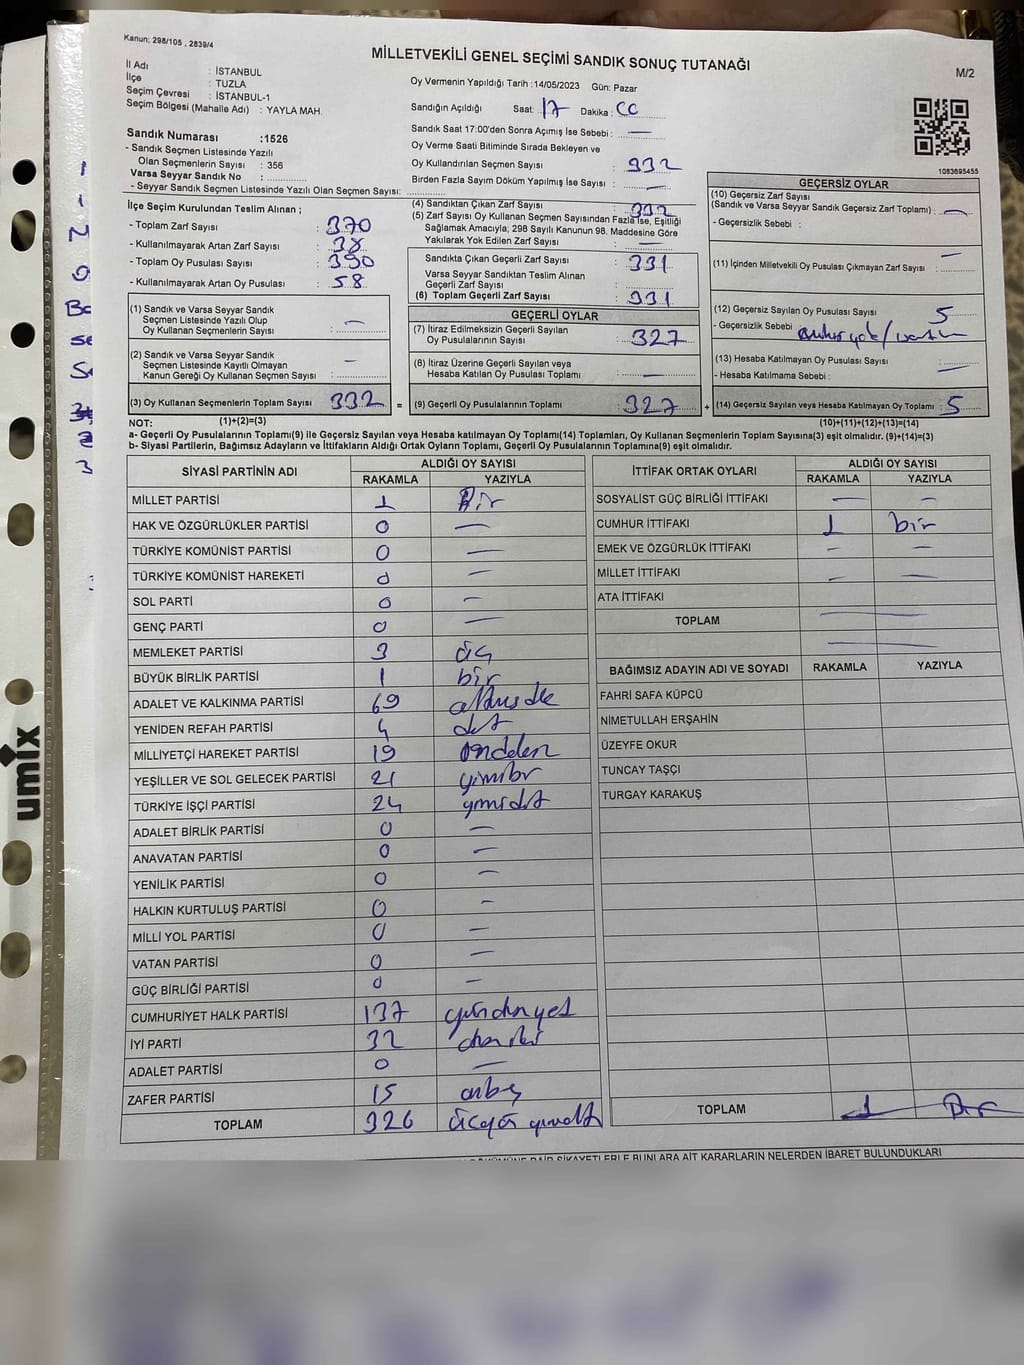 Kanun; 298/105 , 2839/4
MİLLETVEKİLİ GENEL SEÇİMİ SANDIK SONUÇ TUTANAĞI
M/2
İl Adı : İSTANBUL
İlçe : TUZLA
Seçim Çevresi : İSTANBUL-1
Seçim Bölgesi (Mahalle Adı) : YAYLA MAH.
Oy Vermenin Yapıldığı Tarih :14/05/2023 Gün: Pazar
Sandığın Açıldığı Saat: 17 Dakika: CC
Sandık Saat 17:00'den Sonra Açımış İse Sebebi : —
Oy Verme Saati Bitiminde Sırada Bekleyen ve
Oy Kullandırılan Seçmen Sayısı : 332
Birden Fazla Sayım Döküm Yapılmış İse Sayısı : —
Sandık Numarası :1526
- Sandık Seçmen Listesinde Yazılı
Olan Seçmenlerin Sayısı : 356
Varsa Seyyar Sandık No :
- Seyyar Sandık Seçmen Listesinde Yazılı Olan Seçmen Sayısı:
1083695455
İlçe Seçim Kurulundan Teslim Alınan ;
- Toplam Zarf Sayısı : 370
- Kullanılmayarak Artan Zarf Sayısı : 38
- Toplam Oy Pusulası Sayısı : 390
- Kullanılmayarak Artan Oy Pusulası : 58
(4) Sandıktan Çıkan Zarf Sayısı : 332
(5) Zarf Sayısı Oy Kullanan Seçmen Sayısından Fazla İse, Eşitliği
Sağlamak Amacıyla; 298 Sayılı Kanunun 98. Maddesine Göre
Yakılarak Yok Edilen Zarf Sayısı : —
Sandıkta Çıkan Geçerli Zarf Sayısı : 331
Varsa Seyyar Sandıktan Teslim Alınan
Geçerli Zarf Sayısı :
(6) Toplam Geçerli Zarf Sayısı : 331
GEÇERSİZ OYLAR
(10) Geçersiz Zarf Sayısı
(Sandık ve Varsa Seyyar Sandık Geçersiz Zarf Toplamı) : —
- Geçersizlik Sebebi :
—
(11) İçinden Milletvekili Oy Pusulası Çıkmayan Zarf Sayısı :
(12) Geçersiz Sayılan Oy Pusulası Sayısı : 5
- Geçersizlik Sebebi
(13) Hesaba Katılmayan Oy Pusulası Sayısı :
- Hesaba Katılmama Sebebi : —
(14) Geçersiz Sayılan veya Hesaba Katılmayan Oy Toplamı : 5
(1) Sandık ve Varsa Seyyar Sandık
Seçmen Listesinde Yazılı Olup
Oy Kullanan Seçmenlerin Sayısı : —
(2) Sandık ve Varsa Seyyar Sandık
Seçmen Listesinde Kayıtlı Olmayan
Kanun Gereği Oy Kullanan Seçmen Sayısı : —
(3) Oy Kullanan Seçmenlerin Toplam Sayısı : 332 =
GEÇERLİ OYLAR
(7) İtiraz Edilmeksizin Geçerli Sayılan
Oy Pusulalarının Sayısı : 327
(8) İtiraz Üzerine Geçerli Sayılan veya
Hesaba Katılan Oy Pusulası Toplamı : —
(9) Geçerli Oy Pusulalarının Toplamı : 327 +
NOT: (1)+(2)=(3) (10)+(11)+(12)+(13)=(14)
a- Geçerli Oy Pusulalarının Toplamı(9) ile Geçersiz Sayılan veya Hesaba katılmayan Oy Toplamı(14) Toplamları, Oy Kullanan Seçmenlerin Toplam Sayısına(3) eşit olmalıdır. (9)+(14)=(3)
b- Siyasi Partilerin, Bağımsız Adayların ve İttifakların Aldığı Ortak Oyların Toplamı, Geçerli Oy Pusulalarının Toplamına(9) eşit olmalıdır.
SİYASİ PARTİNİN ADI ALDIĞI OY SAYISI
RAKAMLA YAZIYLA
MİLLET PARTİSİ 1 Bir
HAK VE ÖZGÜRLÜKLER PARTİSİ 0 —
TÜRKİYE KOMÜNİST PARTİSİ 0 —
TÜRKİYE KOMÜNİST HAREKETİ 0 —
SOL PARTİ 0 —
GENÇ PARTİ 0 —
MEMLEKET PARTİSİ 3 üç
BÜYÜK BİRLİK PARTİSİ 1 bir
ADALET VE KALKINMA PARTİSİ 69
YENİDEN REFAH PARTİSİ 4
MİLLİYETÇİ HAREKET PARTİSİ 19
YEŞİLLER VE SOL GELECEK PARTİSİ 21
TÜRKİYE İŞÇİ PARTİSİ 24
ADALET BİRLİK PARTİSİ 0 —
ANAVATAN PARTİSİ 0 —
YENİLİK PARTİSİ 0 —
HALKIN KURTULUŞ PARTİSİ 0 —
MİLLİ YOL PARTİSİ 0 —
VATAN PARTİSİ 0 —
GÜÇ BİRLİĞİ PARTİSİ 0 —
CUMHURİYET HALK PARTİSİ 137
İYİ PARTİ 32
ADALET PARTİSİ 0 —
ZAFER PARTİSİ 15 onbeş
TOPLAM 326
İTTİFAK ORTAK OYLARI ALDIĞI OY SAYISI
RAKAMLA YAZIYLA
SOSYALİST GÜÇ BİRLİĞİ İTTİFAKI — —
CUMHUR İTTİFAKI 1 bir
EMEK VE ÖZGÜRLÜK İTTİFAKI — —
MİLLET İTTİFAKI — —
ATA İTTİFAKI
TOPLAM —
BAĞIMSIZ ADAYIN ADI VE SOYADI RAKAMLA YAZIYLA
FAHRİ SAFA KÜPCÜ
NİMETULLAH ERŞAHİN
ÜZEYFE OKUR
TUNCAY TAŞÇI
TURGAY KARAKUŞ
TOPLAM 1 Bir
ŞİKAYETLERLE BUNLARA AİT KARARLARIN NELERDEN İBARET BULUNDUKLARI
umix